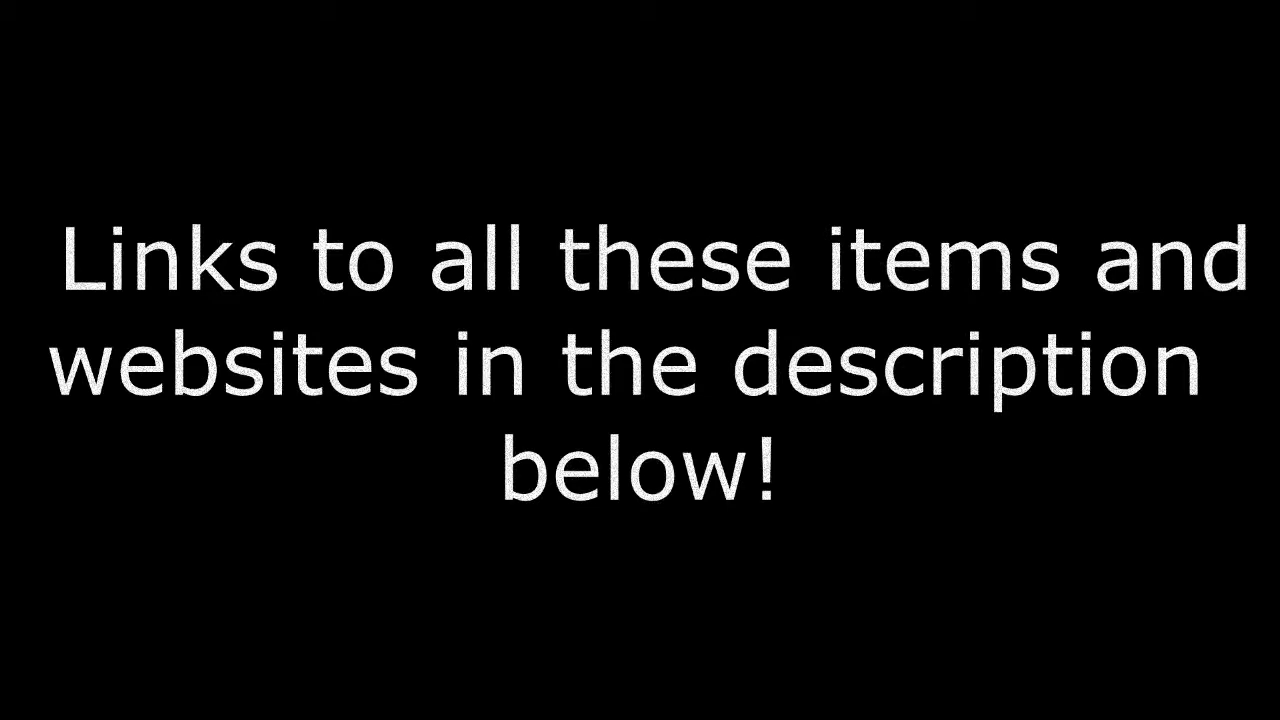 Links to all these items and
websites in the description
below!